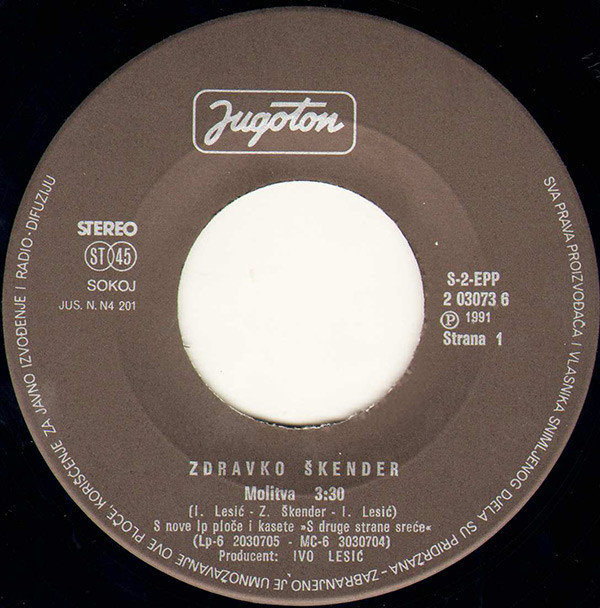 Jugoton
STEREO
ST 45
SOKOJ
JUS. N. N4 201
S-2-EPP
2 03073 6
Ⓟ 1991
Strana 1
ZDRAVKO ŠKENDER
Molitva 3:30
(I. Lesić - Z. Škender - I. Lesić)
S nove lp ploče i kasete »S druge strane sreće«
(Lp-6 2030705 - MC-6 3030704)
Producent: IVO LESIĆ
SVA PRAVA PROIZVOĐAČA I VLASNIKA SNIMLJENOG DJELA SU PRIDRŽANA - ZABRANJENO JE UMNOŽAVANJE OVE PLOČE, KORIŠĆENJE ZA JAVNO IZVOĐENJE I RADIO-DIFUZIJU